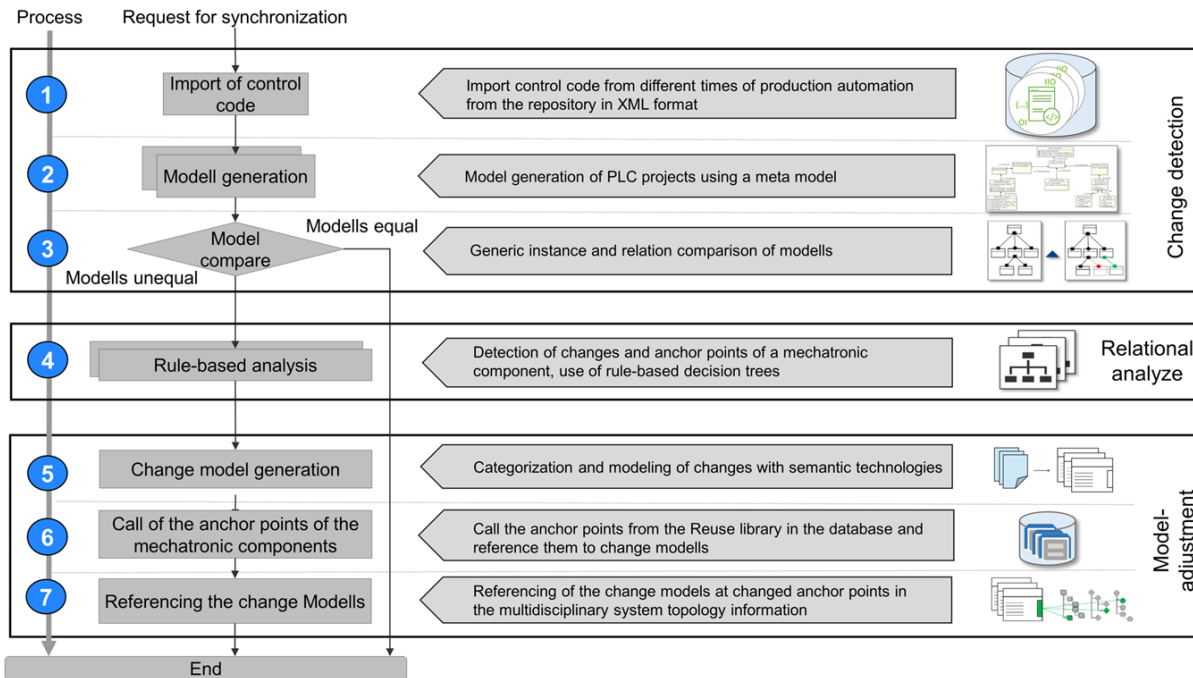 Process
Request for synchronization
1
Import of control
code
Import control code from different times of production automation
from the repository in XML format
IIO
{...}
OI
</>
Change detection
2
Modell generation
Model generation of PLC projects using a meta model
3
Model
compare
Modells equal
Modells unequal
Generic instance and relation comparison of modells
4
Rule-based analysis
Detection of changes and anchor points of a mechatronic
component, use of rule-based decision trees
Relational
analyze
5
Change model generation
Categorization and modeling of changes with semantic technologies
6
Call of the anchor points of the
mechatronic components
Call the anchor points from the Reuse library in the database and
reference them to change modells
7
Referencing the change Modells
Referencing of the change models at changed anchor points in
the multidisciplinary system topology information
Model-
adjustment
End